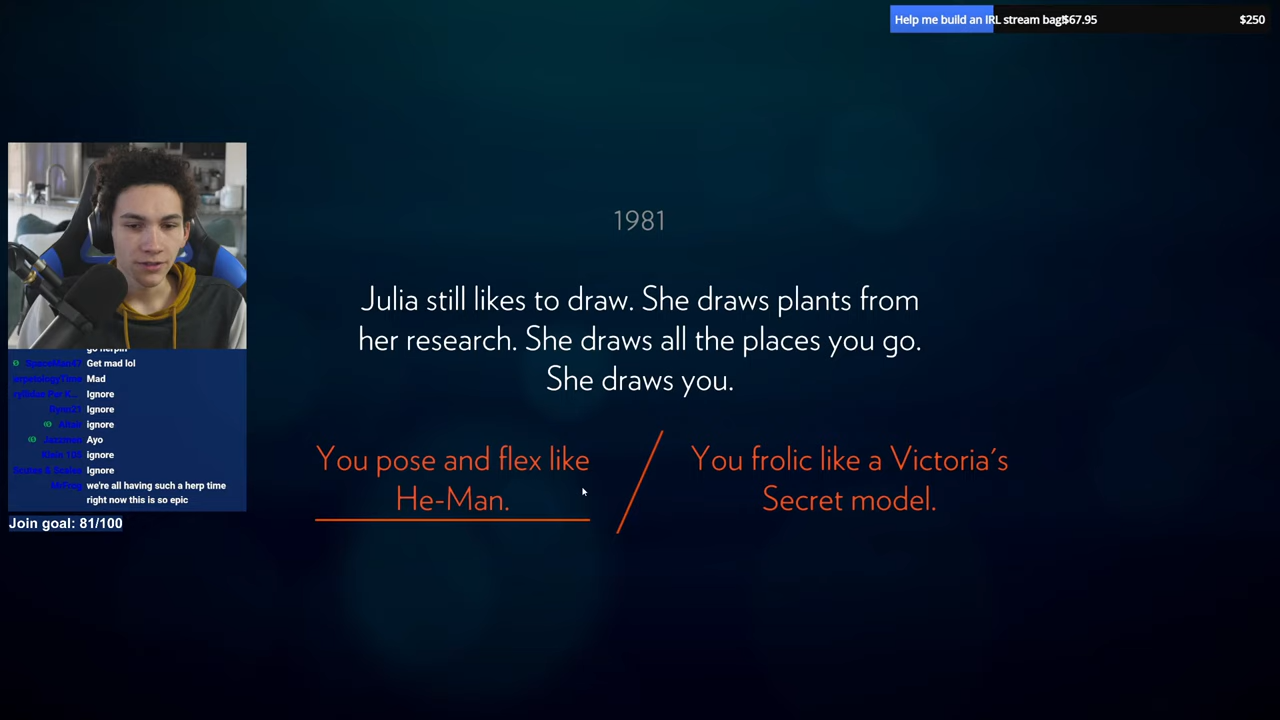 Help me build an IRL stream bag!
$67.95
$250
1981
Julia still likes to draw. She draws plants from
her research. She draws all the places you go.
She draws you.
You pose and flex like
He-Man.
You frolic like a Victoria's
Secret model.
SpaceMan67 Get mad lol
Mad
Ignore
Ignore
ignore
Ayo
ignore
Ignore
MrFrog we're all having such a herp time
right now this is so epic
Join goal: 81/100